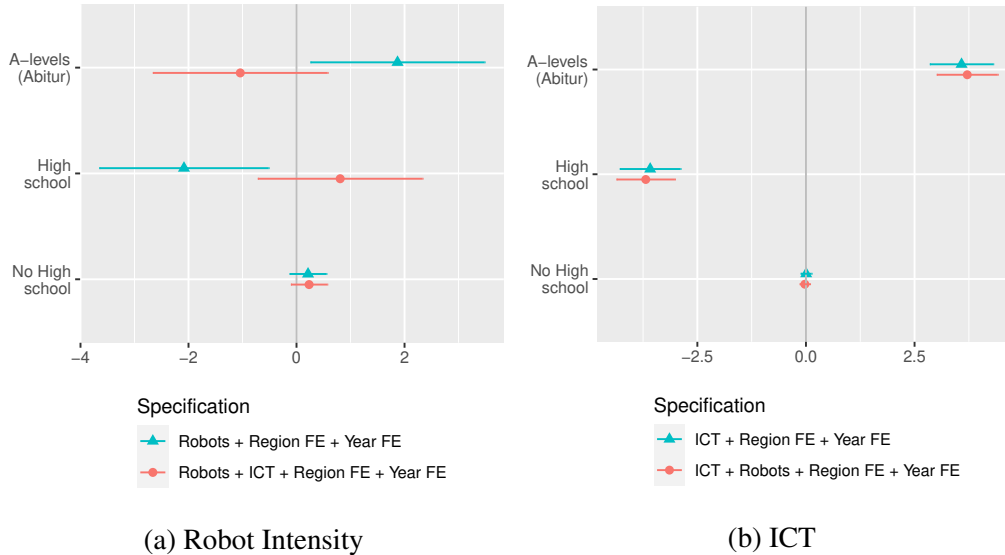 A−levels
(Abitur)
High
school
No High
school
−4
−2
0
2
Specification
Robots + Region FE + Year FE
Robots + ICT + Region FE + Year FE
(a) Robot Intensity
A−levels
(Abitur)
High
school
No High
school
−2.5
0.0
2.5
Specification
ICT + Region FE + Year FE
ICT + Robots + Region FE + Year FE
(b) ICT